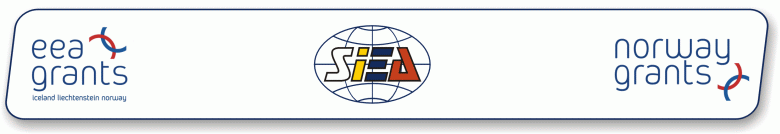 eea
grants
iceland liechtenstein norway
SiEA
norway
grants